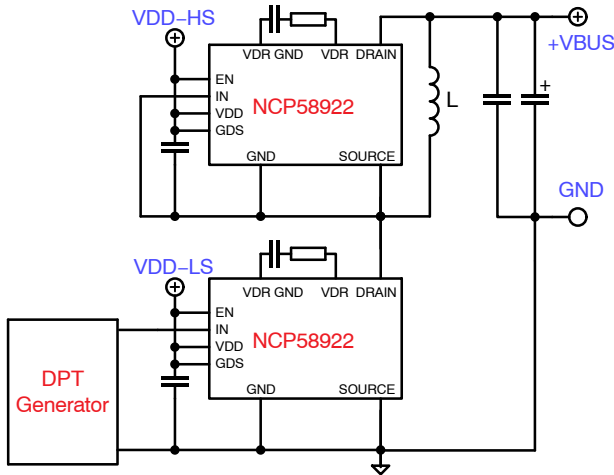 VDD−HS
+VBUS
VDR GND
VDR
DRAIN
EN
IN
VDD
GDS
NCP58922
L
+
GND
SOURCE
GND
VDD−LS
VDR GND
VDR
DRAIN
EN
IN
VDD
GDS
NCP58922
GND
SOURCE
DPT
Generator